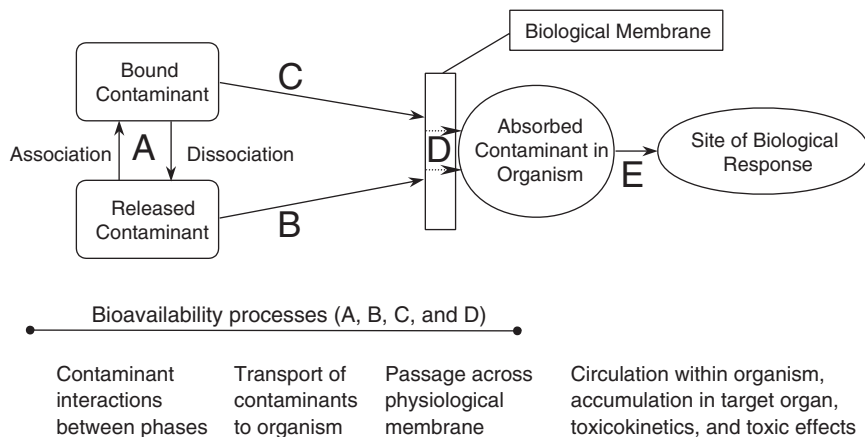 Biological Membrane
Bound
Contaminant
C
Association
A
Dissociation
D
Absorbed
Contaminant in
Organism
E
Site of Biological
Response
Released
Contaminant
B
Bioavailability processes (A, B, C, and D)
Contaminant
interactions
between phases
Transport of
contaminants
to organism
Passage across
physiological
membrane
Circulation within organism,
accumulation in target organ,
toxicokinetics, and toxic effects